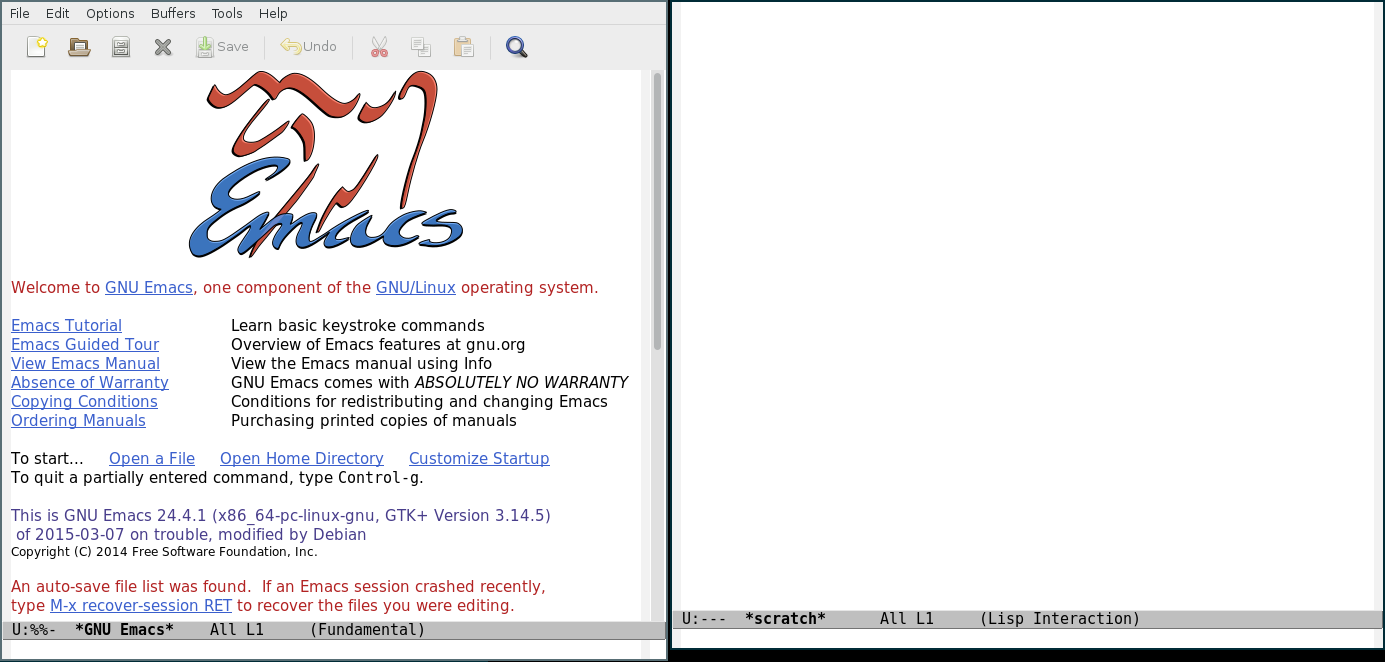 File Edit Options Buffers Tools Help
Save Undo
Emacs
Welcome to GNU Emacs, one component of the GNU/Linux operating system.
Emacs Tutorial Learn basic keystroke commands
Emacs Guided Tour Overview of Emacs features at gnu.org
View Emacs Manual View the Emacs manual using Info
Absence of Warranty GNU Emacs comes with ABSOLUTELY NO WARRANTY
Copying Conditions Conditions for redistributing and changing Emacs
Ordering Manuals Purchasing printed copies of manuals
To start... Open a File Open Home Directory Customize Startup
To quit a partially entered command, type Control-g.
This is GNU Emacs 24.4.1 (x86_64-pc-linux-gnu, GTK+ Version 3.14.5)
of 2015-03-07 on trouble, modified by Debian
Copyright (C) 2014 Free Software Foundation, Inc.
An auto-save file list was found. If an Emacs session crashed recently,
type M-x recover-session RET to recover the files you were editing.
U:%%- *GNU Emacs* All L1 (Fundamental)
U:--- *scratch* All L1 (Lisp Interaction)